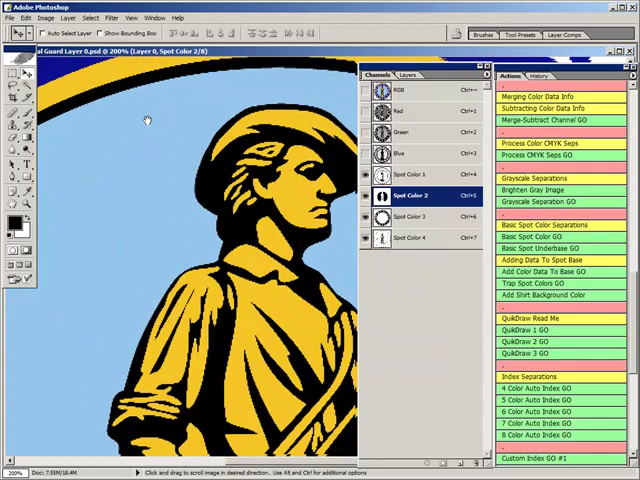 Adobe Photoshop
File Edit Image Layer Select Filter View Window Help
Auto Select Layer Show Bounding Box Brushes Tool Presets Layer Comps
al Guard Layer 0.psd @ 200% (Layer 0, Spot Color 2/8)
Channels Layers
RGB Ctrl+~
Red Ctrl+1
Green Ctrl+2
Blue Ctrl+3
Spot Color 1 Ctrl+4
Spot Color 2 Ctrl+5
Spot Color 3 Ctrl+6
Spot Color 4 Ctrl+7
Actions History
.
Merging Color Data Info
Subtracting Color Data Info
Merge-Subtract Channel GO
.
Process Color CMYK Seps
Process CMYK Seps GO
.
Grayscale Separations
Brighten Gray Image
Grayscale Separation GO
.
Basic Spot Color Separations
Basic Spot Color GO
Basic Spot Underbase GO
Adding Data To Spot Base
Add Color Data To Base GO
Trap Spot Colors GO
Add Shirt Background Color
.
QuikDraw Read Me
QuikDraw 1 GO
QuikDraw 2 GO
QuikDraw 3 GO
.
Index Separations
4 Color Auto Index GO
5 Color Auto Index GO
6 Color Auto Index GO
7 Color Auto Index GO
8 Color Auto Index GO
.
Custom Index GO #1
200% Doc: 7.55M/18.4M Click and drag to scroll image in desired direction. Use Alt and Ctrl for additional options